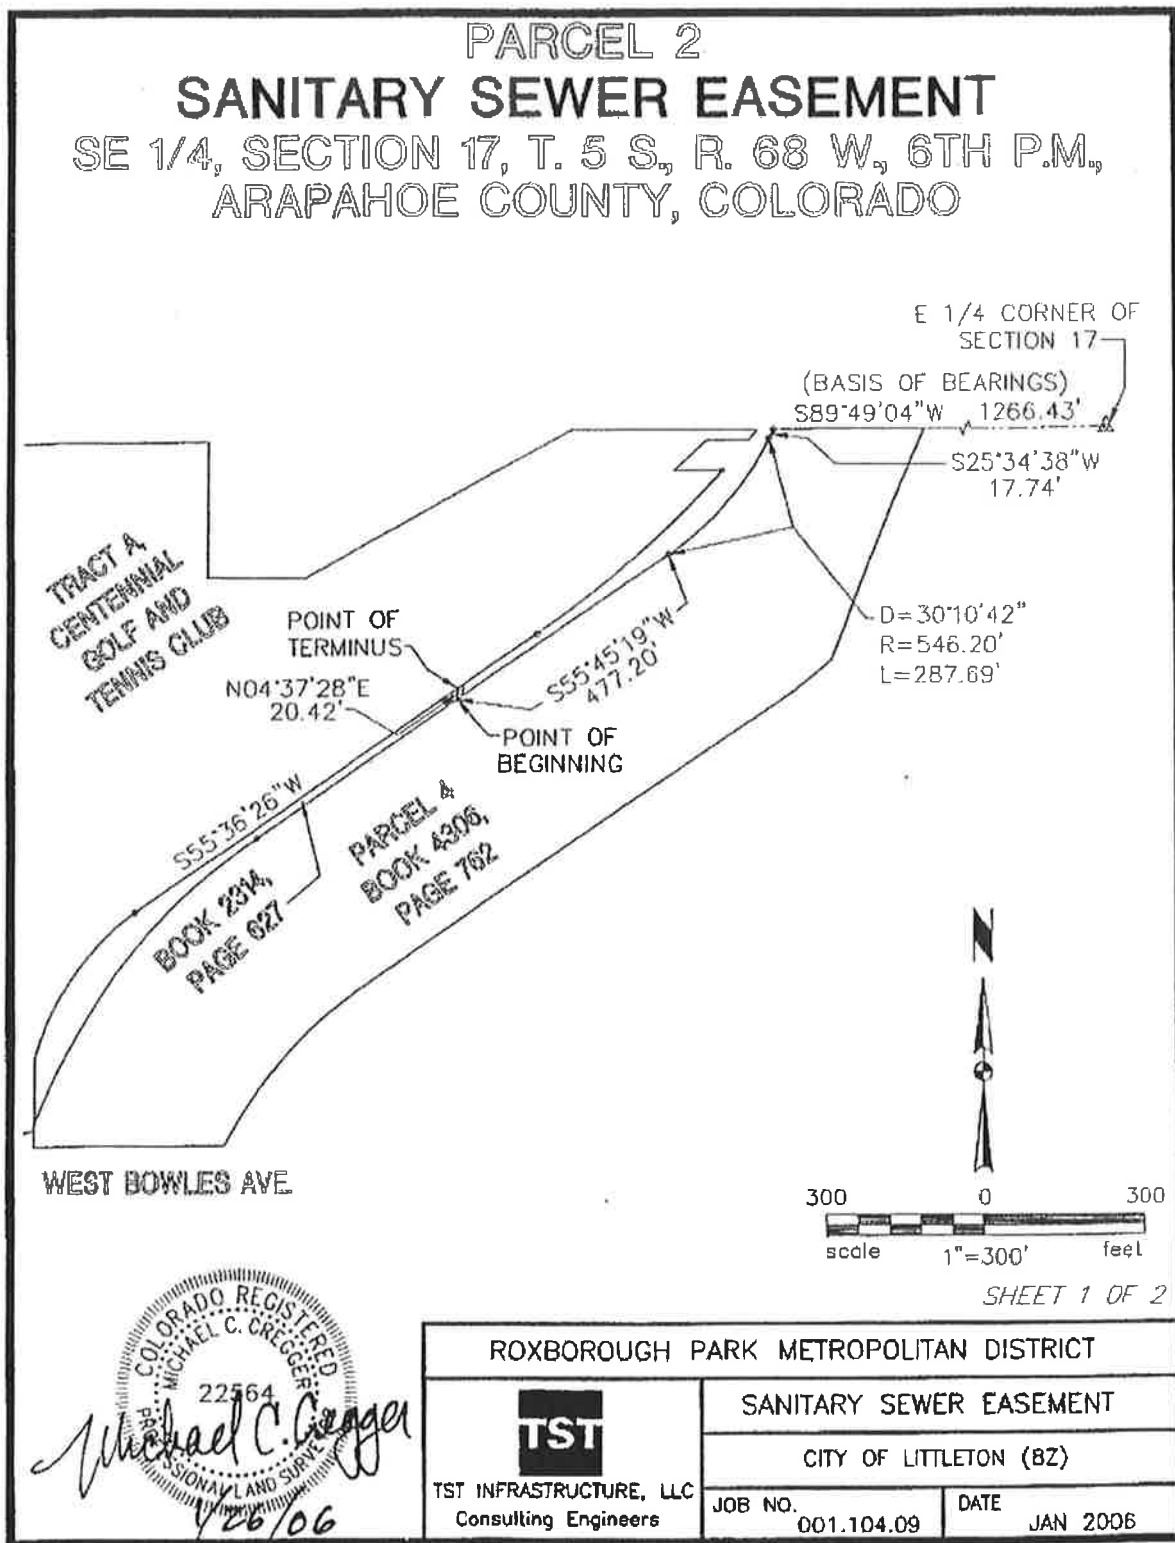 PARCEL 2
SANITARY SEWER EASEMENT
SE 1/4, SECTION 17, T. 5 S., R. 68 W., 6TH P.M.,
ARAPAHOE COUNTY, COLORADO
E 1/4 CORNER OF
SECTION 17
(BASIS OF BEARINGS)
S89°49'04"W 1266.43'
S25°34'38"W
17.74'
TRACT A,
CENTENNIAL
GOLF AND
TENNIS CLUB
POINT OF
TERMINUS
N04°37'28"E
20.42'
S55°45'19"W
477.20'
D=30°10'42"
R=546.20'
L=287.69'
POINT OF
BEGINNING
S55°36'26"W
PARCEL 4
BOOK 4306,
PAGE 762
BOOK 2314,
PAGE 627
N
WEST BOWLES AVE.
300 0 300
scale 1"=300' feet
SHEET 1 OF 2
COLORADO REGISTERED
MICHAEL C. CREGGER
22564
PROFESSIONAL LAND SURVEYOR
Michael C. Cregger
1/26/06
ROXBOROUGH PARK METROPOLITAN DISTRICT
TST
TST INFRASTRUCTURE, LLC
Consulting Engineers
SANITARY SEWER EASEMENT
CITY OF LITTLETON (8Z)
JOB NO.
001.104.09
DATE
JAN 2006